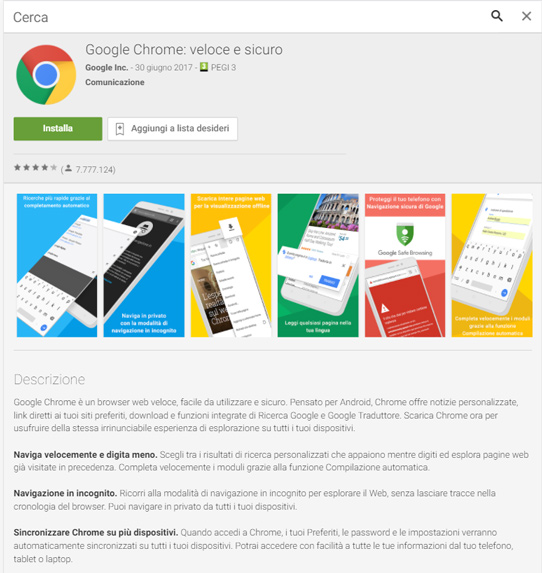 Cerca
Google Chrome: veloce e sicuro
Google Inc. - 30 giugno 2017 - 3 PEGI 3
Comunicazione
Installa
Aggiungi a lista desideri
(7.777.124)
Ricerche più rapide grazie al
completamento automatico
Naviga in privato
con la modalità di
navigazione in incognito
Scarica intere pagine web
per la visualizzazione offline
Leggi qualsiasi pagina nella
tua lingua
Proteggi il tuo telefono con
Navigazione sicura di Google
Google Safe Browsing
Completa velocemente i moduli
grazie alla funzione
Compilazione automatica
Descrizione
Google Chrome è un browser web veloce, facile da utilizzare e sicuro. Pensato per Android, Chrome offre notizie personalizzate,
link diretti ai tuoi siti preferiti, download e funzioni integrate di Ricerca Google e Google Traduttore. Scarica Chrome ora per
usufruire della stessa irrinunciabile esperienza di esplorazione su tutti i tuoi dispositivi.
Naviga velocemente e digita meno. Scegli tra i risultati di ricerca personalizzati che appaiono mentre digiti ed esplora pagine web
già visitate in precedenza. Completa velocemente i moduli grazie alla funzione Compilazione automatica.
Navigazione in incognito. Ricorri alla modalità di navigazione in incognito per esplorare il Web, senza lasciare tracce nella
cronologia del browser. Puoi navigare in privato da tutti i tuoi dispositivi.
Sincronizzare Chrome su più dispositivi. Quando accedi a Chrome, i tuoi Preferiti, le password e le impostazioni verranno
automaticamente sincronizzati su tutti i tuoi dispositivi. Potrai accedere con facilità a tutte le tue informazioni dal tuo telefono,
tablet o laptop.